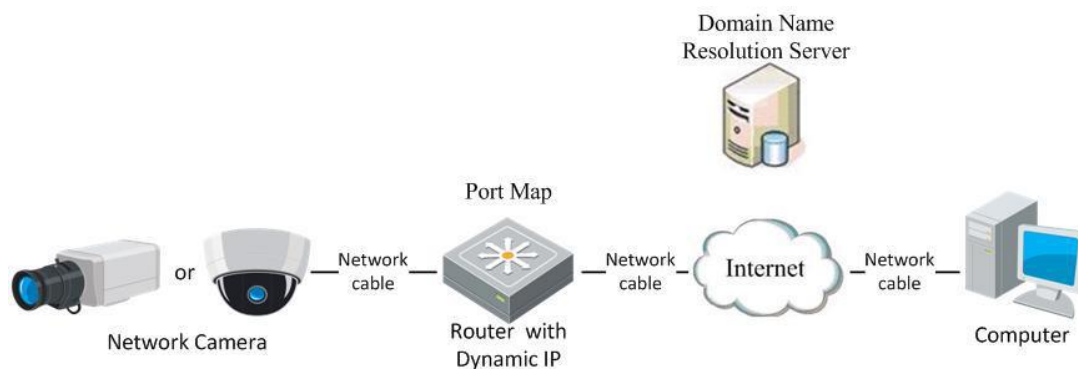 Domain Name
Resolution Server
Port Map
or
Network
cable
Network
cable
Internet
Network
cable
Network Camera
Router with
Dynamic IP
Computer